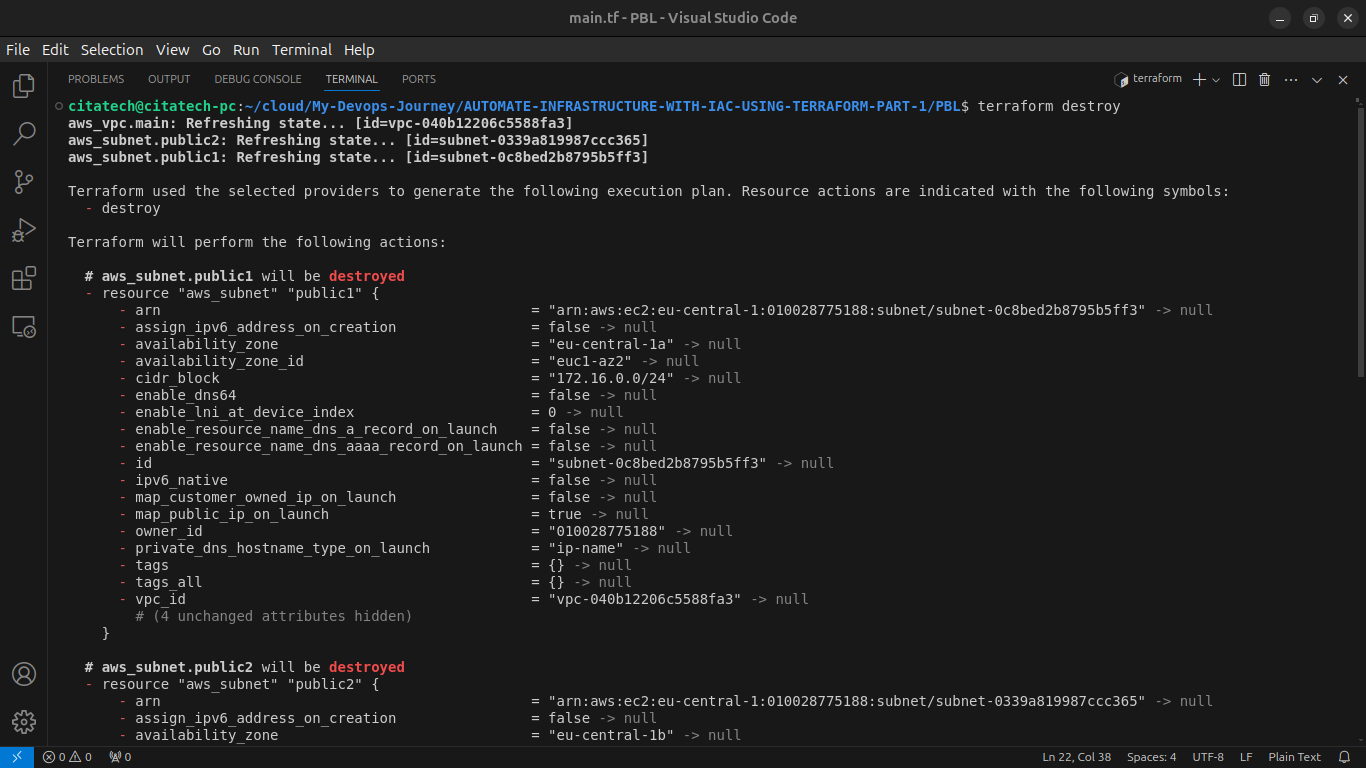 main.tf - PBL - Visual Studio Code
File Edit Selection View Go Run Terminal Help
PROBLEMS OUTPUT DEBUG CONSOLE TERMINAL PORTS terraform
citatech@citatech-pc:~/cloud/My-Devops-Journey/AUTOMATE-INFRASTRUCTURE-WITH-IAC-USING-TERRAFORM-PART-1/PBL$ terraform destroy
aws_vpc.main: Refreshing state... [id=vpc-040b12206c5588fa3]
aws_subnet.public2: Refreshing state... [id=subnet-0339a819987ccc365]
aws_subnet.public1: Refreshing state... [id=subnet-0c8bed2b8795b5ff3]
Terraform used the selected providers to generate the following execution plan. Resource actions are indicated with the following symbols:
- destroy
Terraform will perform the following actions:
# aws_subnet.public1 will be destroyed
- resource "aws_subnet" "public1" {
- arn = "arn:aws:ec2:eu-central-1:010028775188:subnet/subnet-0c8bed2b8795b5ff3" -> null
- assign_ipv6_address_on_creation = false -> null
- availability_zone = "eu-central-1a" -> null
- availability_zone_id = "euc1-az2" -> null
- cidr_block = "172.16.0.0/24" -> null
- enable_dns64 = false -> null
- enable_lni_at_device_index = 0 -> null
- enable_resource_name_dns_a_record_on_launch = false -> null
- enable_resource_name_dns_aaaa_record_on_launch = false -> null
- id = "subnet-0c8bed2b8795b5ff3" -> null
- ipv6_native = false -> null
- map_customer_owned_ip_on_launch = false -> null
- map_public_ip_on_launch = true -> null
- owner_id = "010028775188" -> null
- private_dns_hostname_type_on_launch = "ip-name" -> null
- tags = {} -> null
- tags_all = {} -> null
- vpc_id = "vpc-040b12206c5588fa3" -> null
# (4 unchanged attributes hidden)
}
# aws_subnet.public2 will be destroyed
- resource "aws_subnet" "public2" {
- arn = "arn:aws:ec2:eu-central-1:010028775188:subnet/subnet-0339a819987ccc365" -> null
- assign_ipv6_address_on_creation = false -> null
- availability_zone = "eu-central-1b" -> null
0 0 0 Ln 22, Col 38 Spaces: 4 UTF-8 LF Plain Text